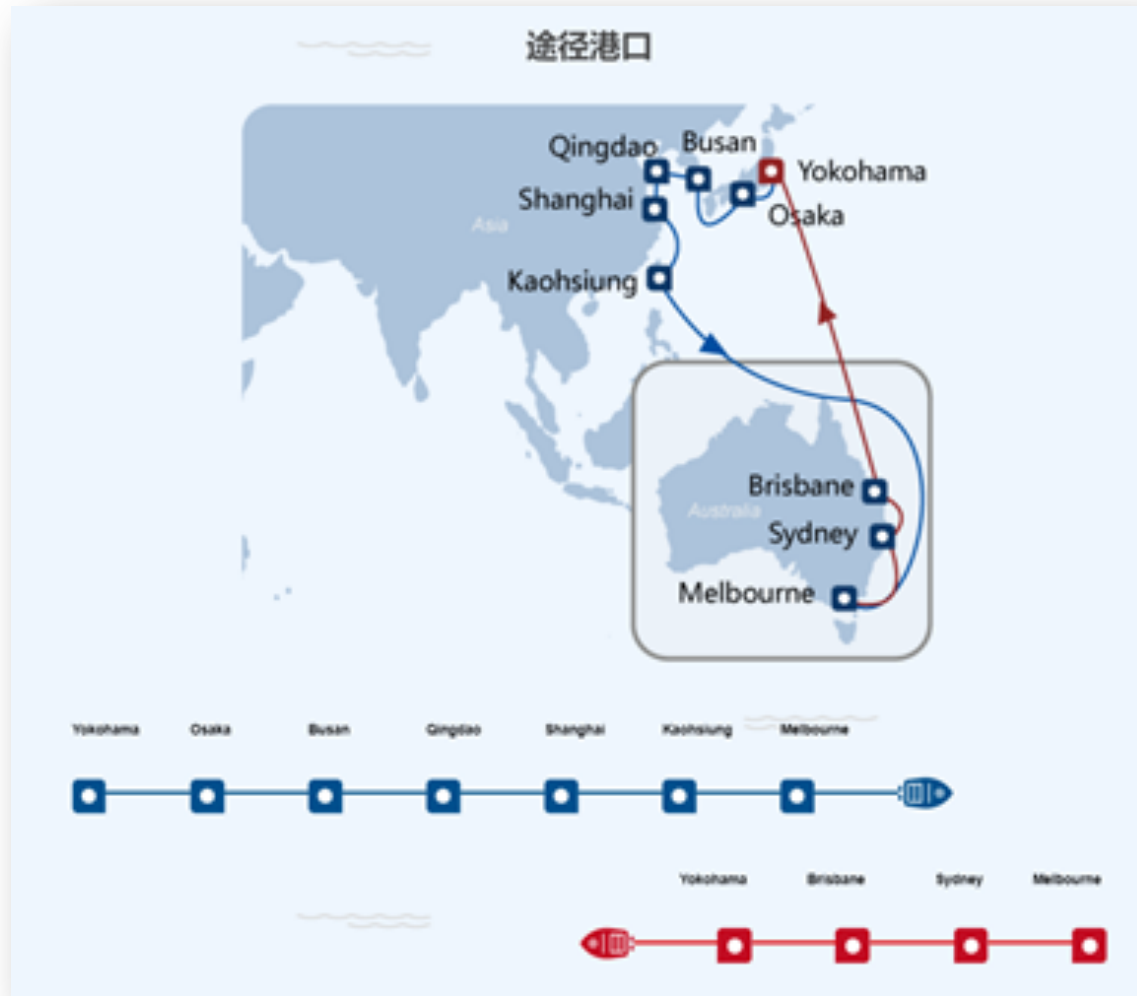 途径港口
Qingdao
Busan
Yokohama
Shanghai
Osaka
Asia
Kaohsiung
Brisbane
Australia
Sydney
Melbourne
Yokohama Osaka Busan Qingdao Shanghai Kaohsiung Melbourne
Yokohama Brisbane Sydney Melbourne